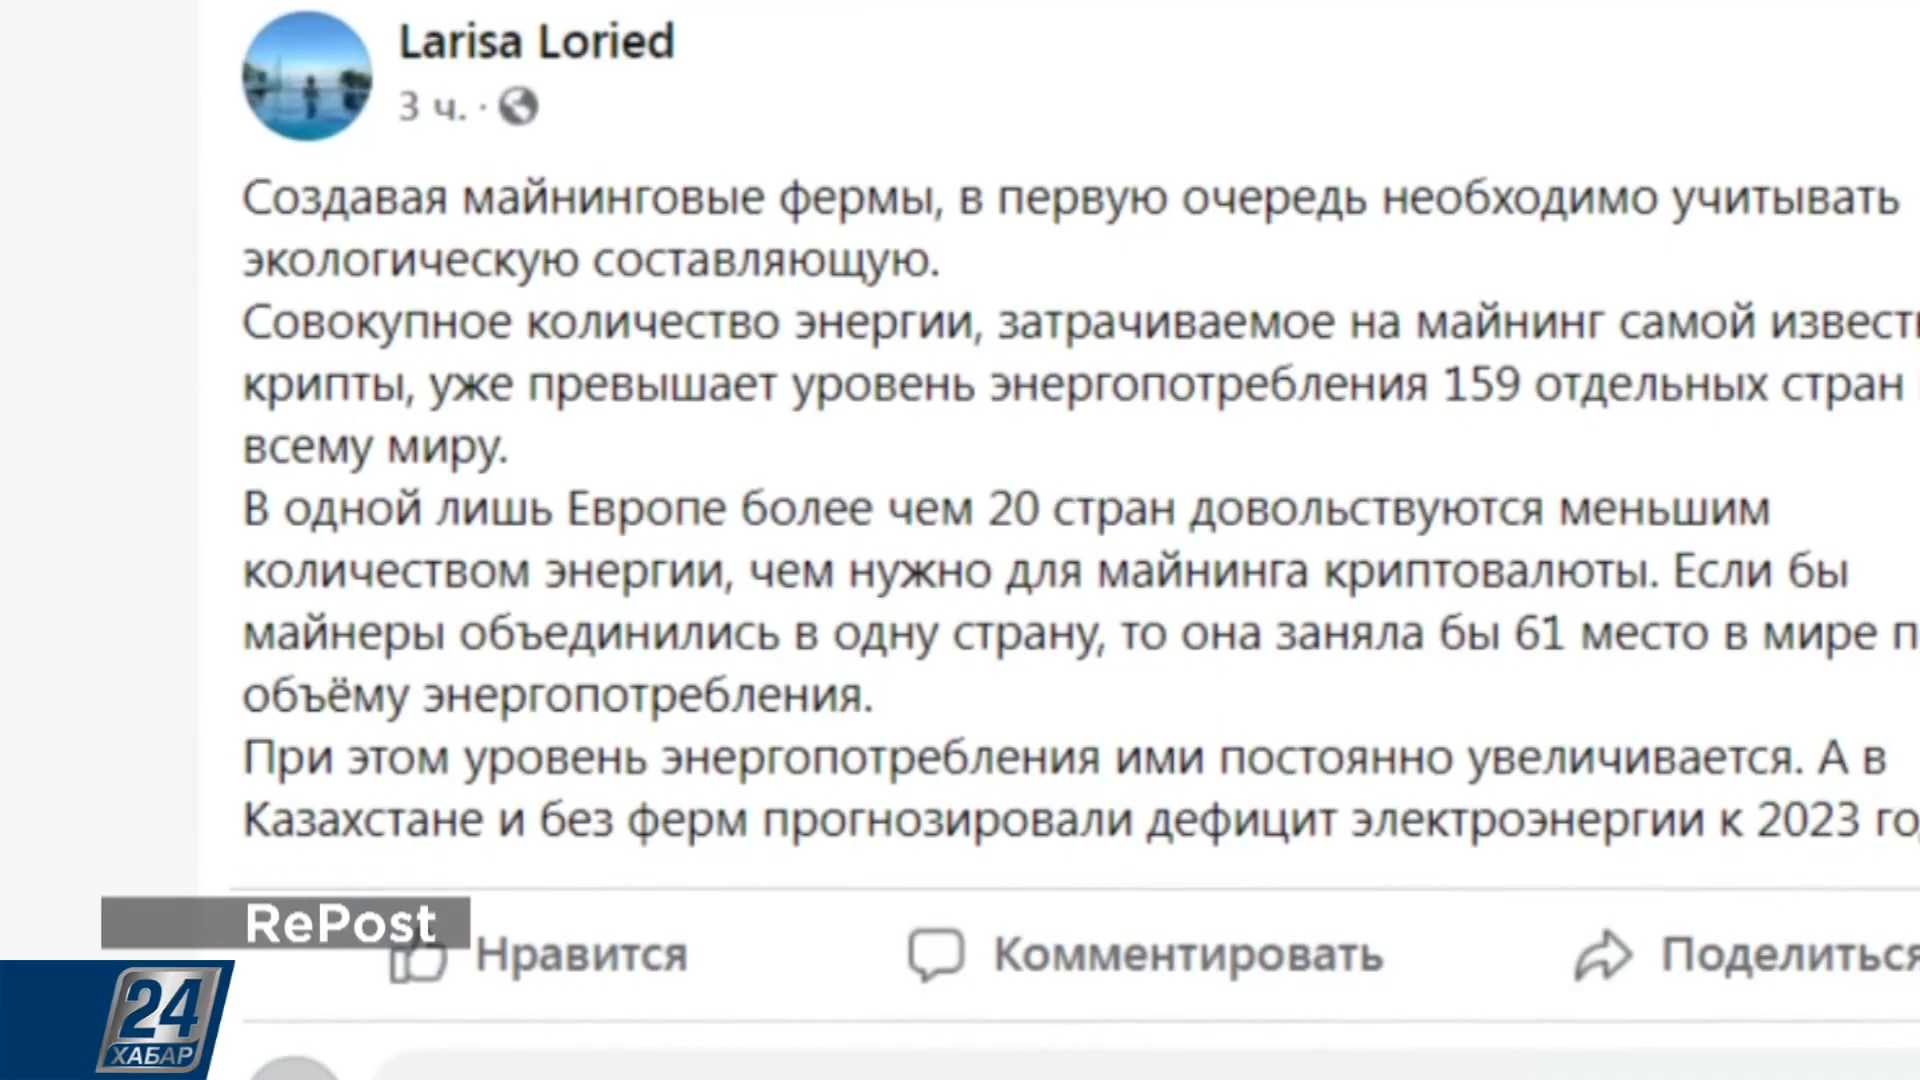 Larisa Loried
3 ч. ·
Создавая майнинговые фермы, в первую очередь необходимо учитывать
экологическую составляющую.
Совокупное количество энергии, затрачиваемое на майнинг самой
крипты, уже превышает уровень энергопотребления 159 отдельных стран
всему миру.
В одной лишь Европе более чем 20 стран довольствуются меньшим
количеством энергии, чем нужно для майнинга криптовалюты. Если бы
майнеры объединились в одну страну, то она заняла бы 61 место в мире
объёму энергопотребления.
При этом уровень энергопотребления ими постоянно увеличивается. А в
Казахстане и без ферм прогнозировали дефицит электроэнергии к 2023
RePost
Нравится
Комментировать
Поделиться
24
ХАБАР